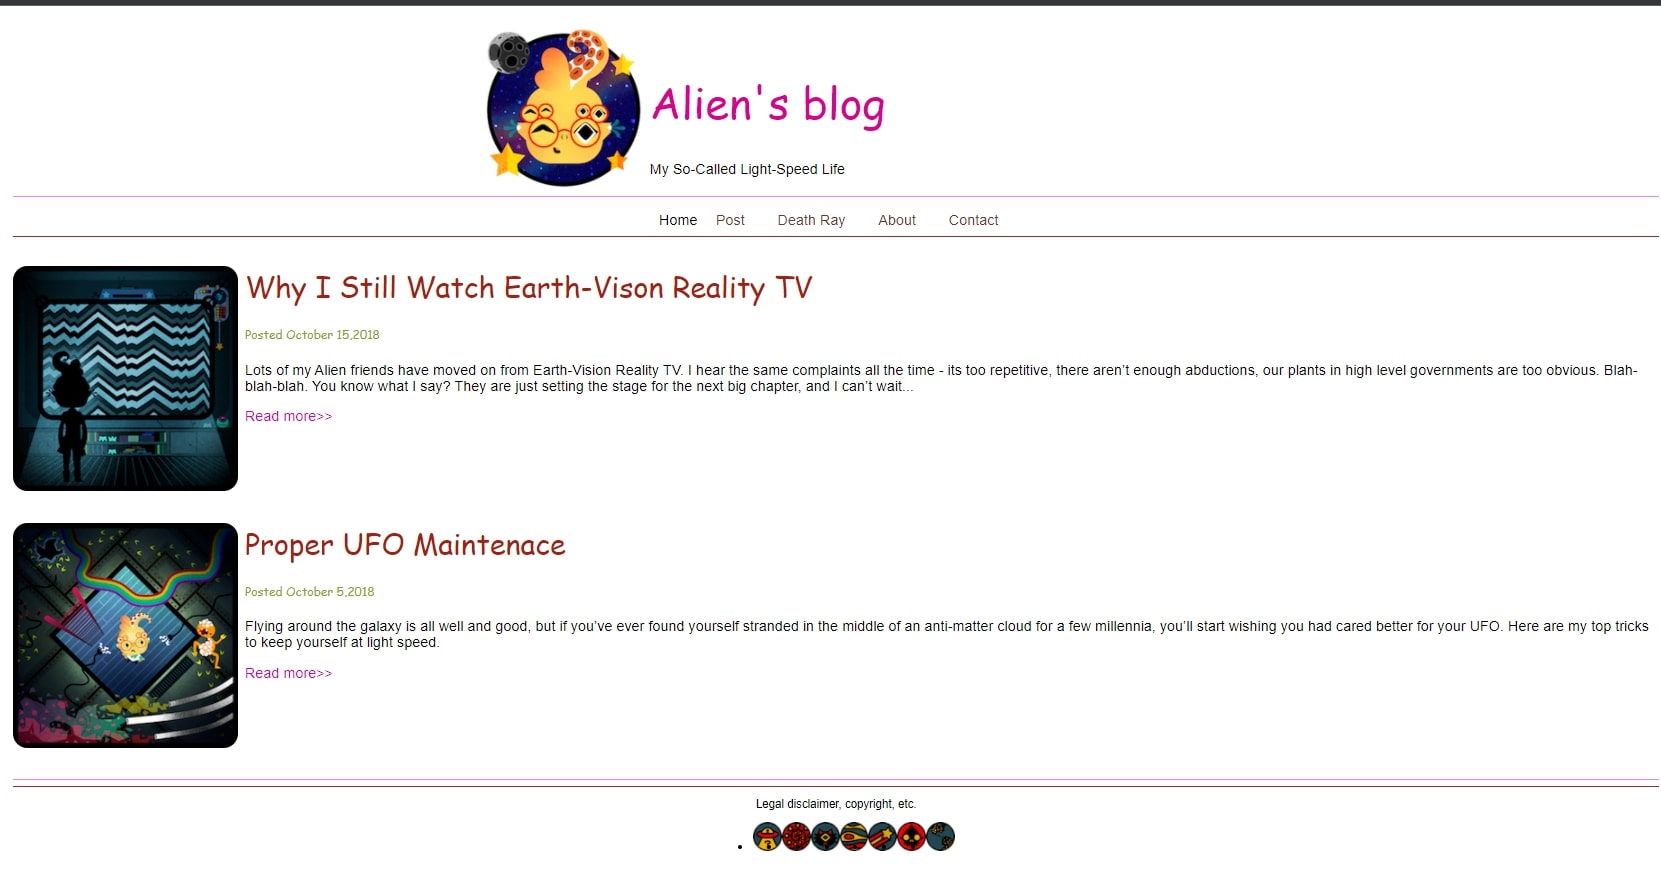 Alien's blog
My So-Called Light-Speed Life
Home Post Death Ray About Contact
Why I Still Watch Earth-Vison Reality TV
Posted October 15,2018
Lots of my Alien friends have moved on from Earth-Vision Reality TV. I hear the same complaints all the time - its too repetitive, there aren’t enough abductions, our plants in high level governments are too obvious. Blah-
blah-blah. You know what I say? They are just setting the stage for the next big chapter, and I can’t wait...
Read more>>
Proper UFO Maintenace
Posted October 5,2018
Flying around the galaxy is all well and good, but if you’ve ever found yourself stranded in the middle of an anti-matter cloud for a few millennia, you’ll start wishing you had cared better for your UFO. Here are my top tricks
to keep yourself at light speed.
Read more>>
Legal disclaimer, copyright, etc.